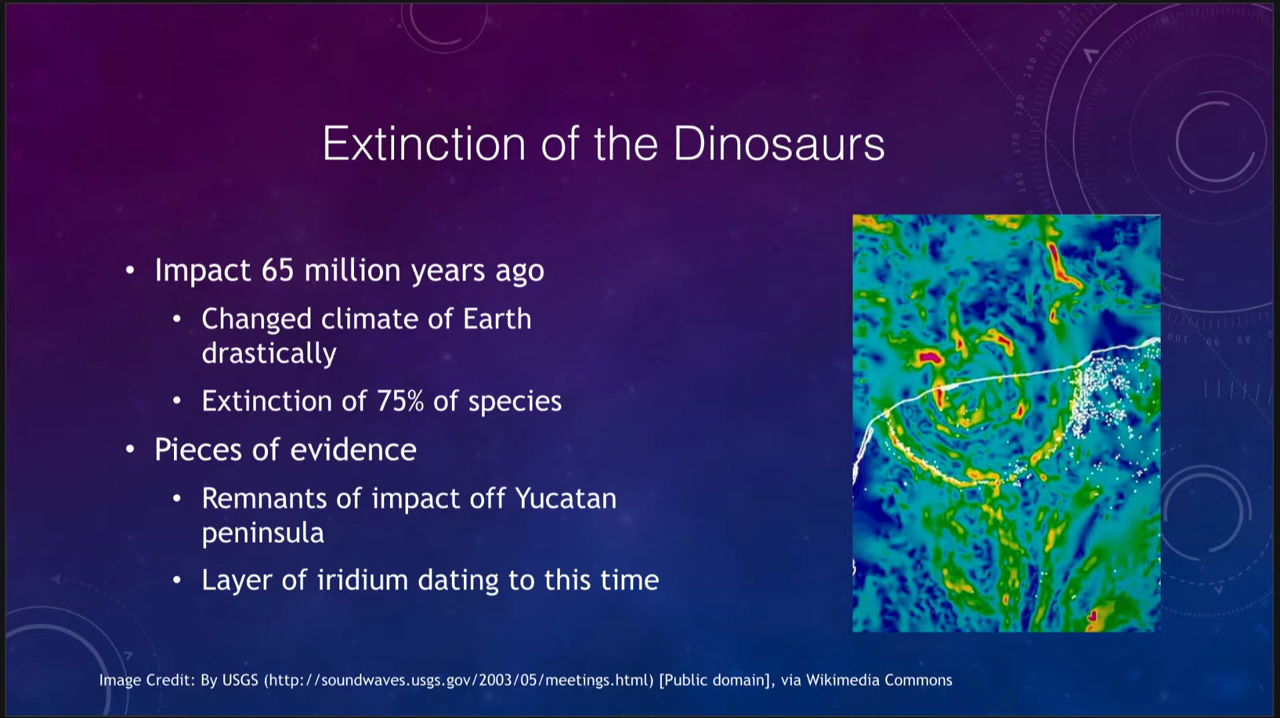 Extinction of the Dinosaurs
• Impact 65 million years ago
• Changed climate of Earth
drastically
• Extinction of 75% of species
• Pieces of evidence
• Remnants of impact off Yucatan
peninsula
• Layer of iridium dating to this time
Image Credit: By USGS (http://soundwaves.usgs.gov/2003/05/meetings.html) [Public domain], via Wikimedia Commons